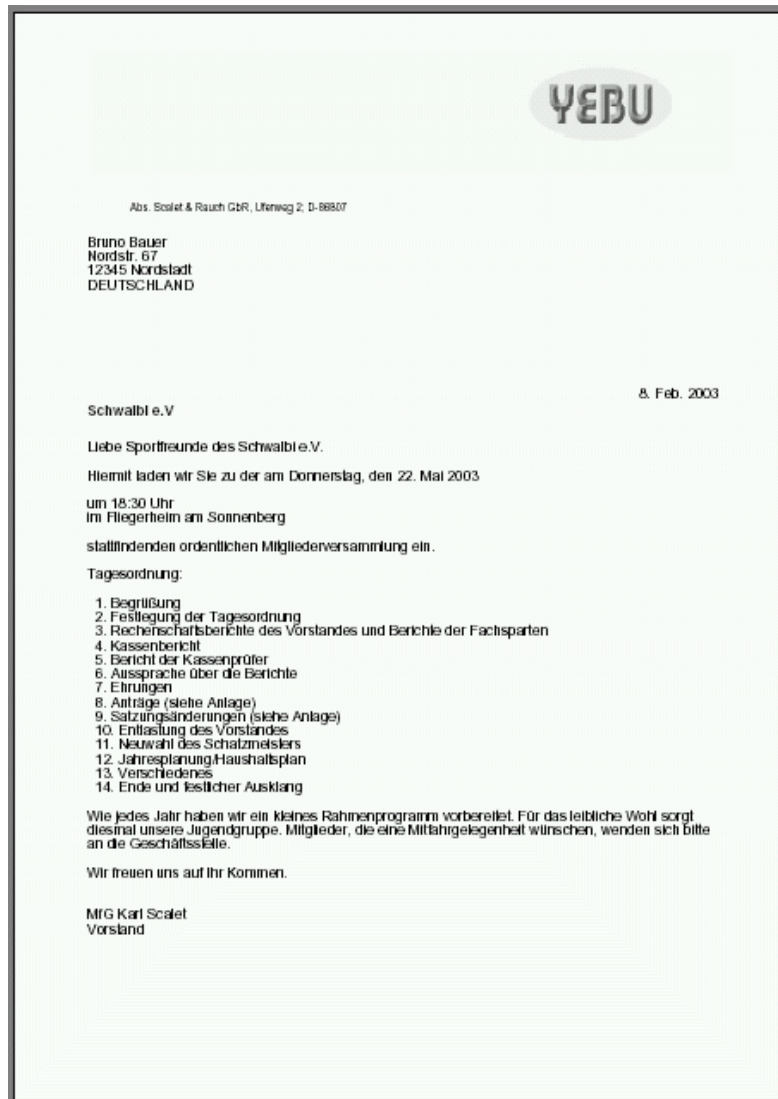 YEBU
Abs. Scalet & Rauch GbR, Uferweg 2; D-86807
Bruno Bauer
Nordstr. 67
12345 Nordstadt
DEUTSCHLAND
8. Feb. 2003
Schwalbi e.V
Liebe Sportfreunde des Schwalbi e.V.
Hiermit laden wir Sie zu der am Donnerstag, den 22. Mai 2003
um 18:30 Uhr
im Fliegerheim am Sonnenberg
stattfindenden ordentlichen Mitgliederversammlung ein.
Tagesordnung:
1. Begrüßung
2. Festlegung der Tagesordnung
3. Rechenschaftsberichte des Vorstandes und Berichte der Fachsparten
4. Kassenbericht
5. Bericht der Kassenprüfer
6. Aussprache über die Berichte
7. Ehrungen
8. Anträge (siehe Anlage)
9. Satzungsänderungen (siehe Anlage)
10. Entlastung des Vorstandes
11. Neuwahl des Schatzmeisters
12. Jahresplanung/Haushaltsplan
13. Verschiedenes
14. Ende und festlicher Ausklang
Wie jedes Jahr haben wir ein kleines Rahmenprogramm vorbereitet. Für das leibliche Wohl sorgt
diesmal unsere Jugendgruppe. Mitglieder, die eine Mitfahrgelegenheit wünschen, wenden sich bitte
an die Geschäftsstelle.
Wir freuen uns auf Ihr Kommen.
MfG Karl Scalet
Vorstand